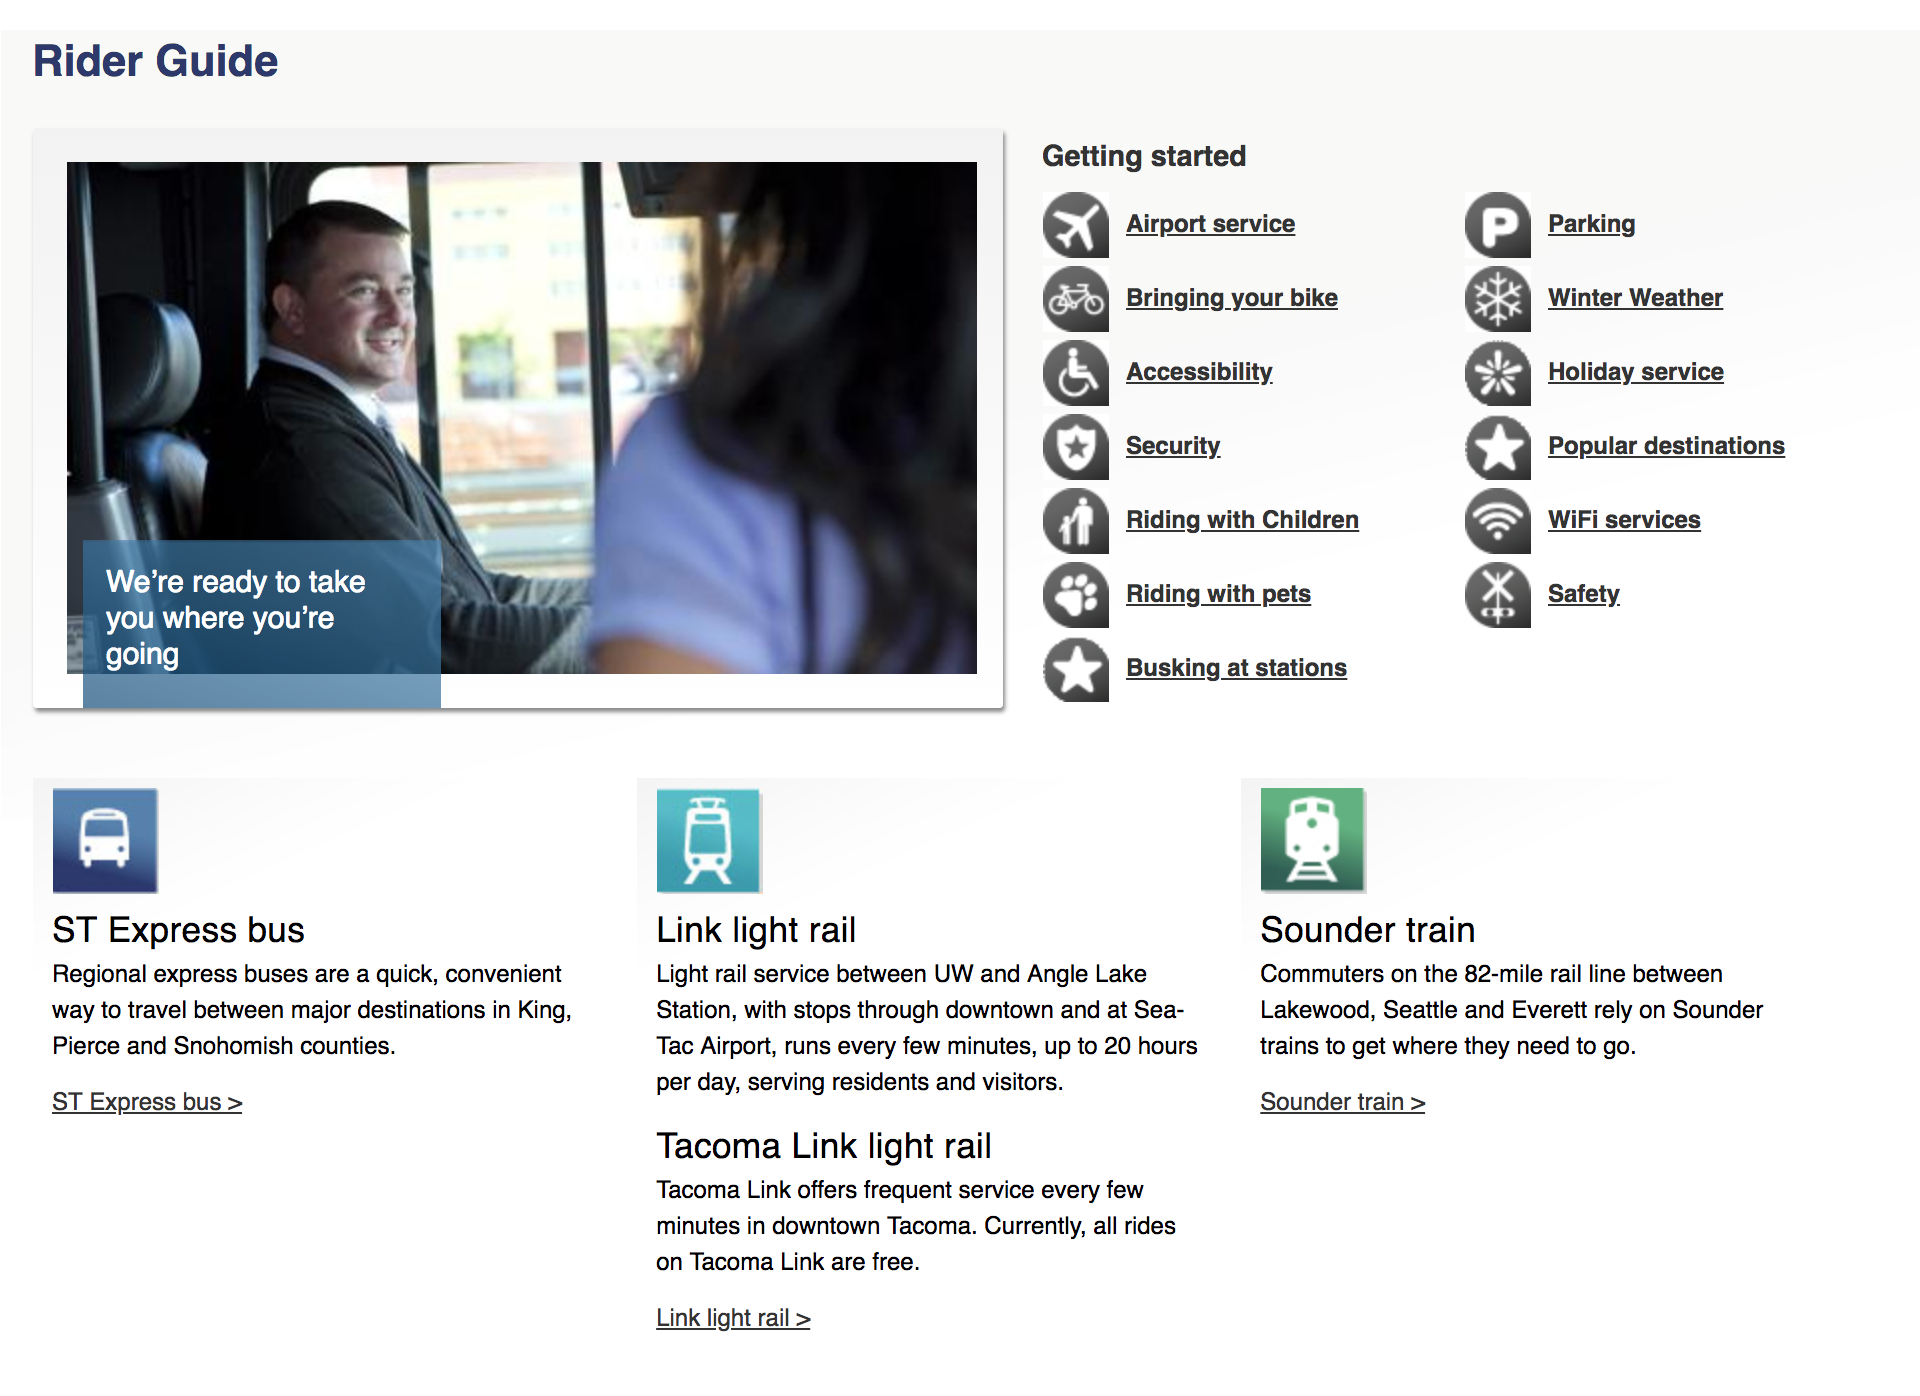 Rider Guide
We’re ready to take
you where you’re
going
Getting started
Airport service
Bringing your bike
Accessibility
Security
Riding with Children
Riding with pets
Busking at stations
P
Parking
Winter Weather
Holiday service
Popular destinations
WiFi services
Safety
ST Express bus
Regional express buses are a quick, convenient
way to travel between major destinations in King,
Pierce and Snohomish counties.
ST Express bus >
Link light rail
Light rail service between UW and Angle Lake
Station, with stops through downtown and at Sea-
Tac Airport, runs every few minutes, up to 20 hours
per day, serving residents and visitors.
Tacoma Link light rail
Tacoma Link offers frequent service every few
minutes in downtown Tacoma. Currently, all rides
on Tacoma Link are free.
Link light rail >
Sounder train
Commuters on the 82-mile rail line between
Lakewood, Seattle and Everett rely on Sounder
trains to get where they need to go.
Sounder train >